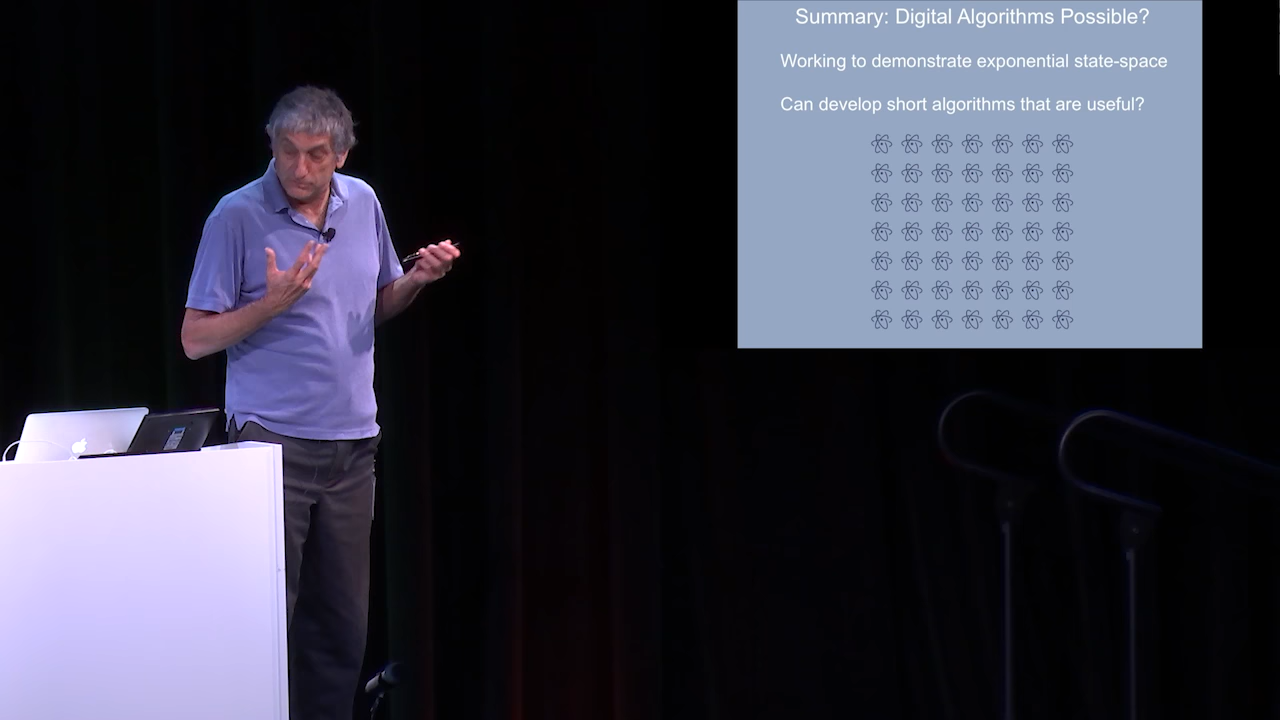 Summary: Digital Algorithms Possible?
Working to demonstrate exponential state-space
Can develop short algorithms that are useful?